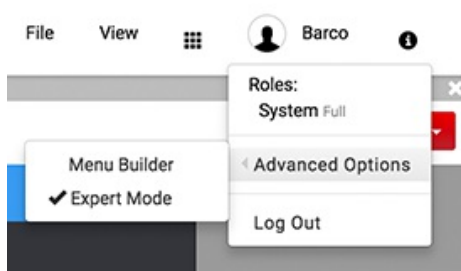 File View Barco
Roles:
System Full
Menu Builder
Advanced Options
✔ Expert Mode
Log Out